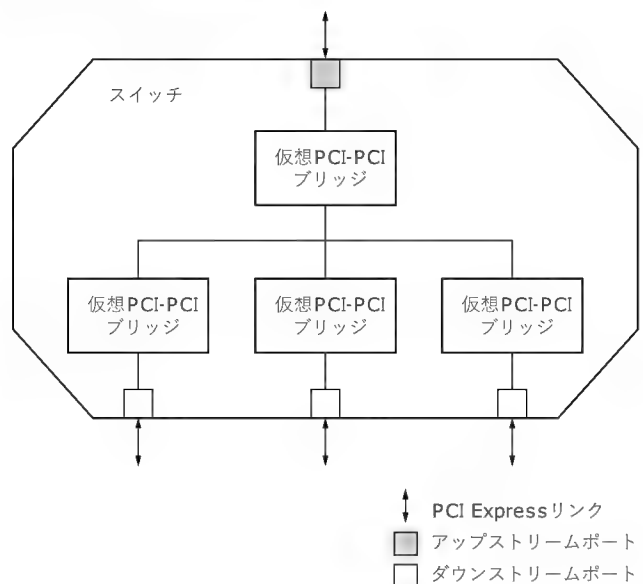 スイッチ
仮想PCI-PCI
ブリッジ
仮想PCI-PCI
ブリッジ
仮想PCI-PCI
ブリッジ
仮想PCI-PCI
ブリッジ
PCI Expressリンク
アップストリームポート
ダウンストリームポート